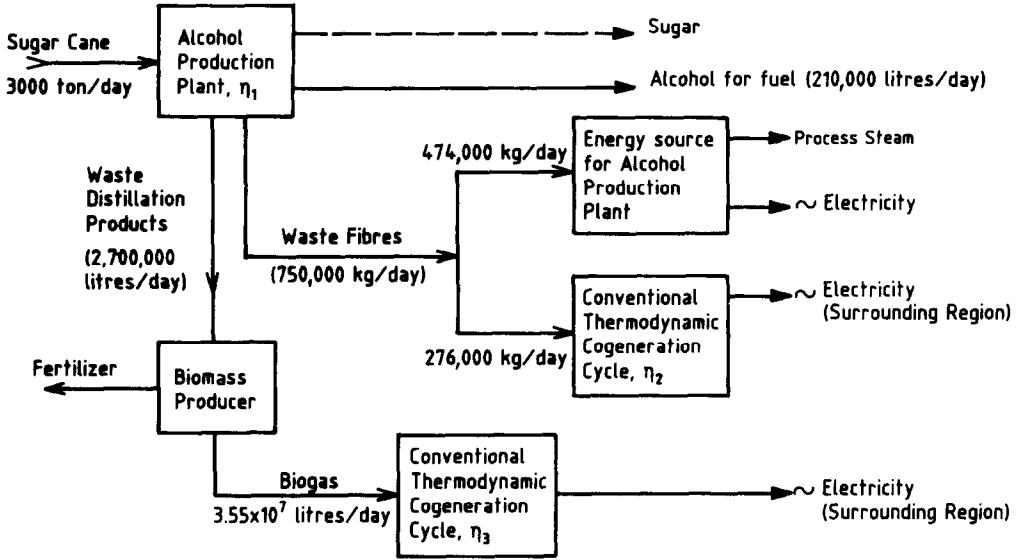 Sugar Cane
3000 ton/day
Alcohol
Production
Plant, η₁
Sugar
Alcohol for fuel (210,000 litres/day)
Waste
Distillation
Products
(2,700,000
litres/day)
Waste Fibres
(750,000 kg/day)
474,000 kg/day
Energy source
for Alcohol
Production
Plant
Process Steam
~ Electricity
276,000 kg/day
Conventional
Thermodynamic
Cogeneration
Cycle, η₂
~ Electricity
(Surrounding Region)
Fertilizer
Biomass
Producer
Biogas
3.55x10⁷ litres/day
Conventional
Thermodynamic
Cogeneration
Cycle, η₃
~ Electricity
(Surrounding Region)